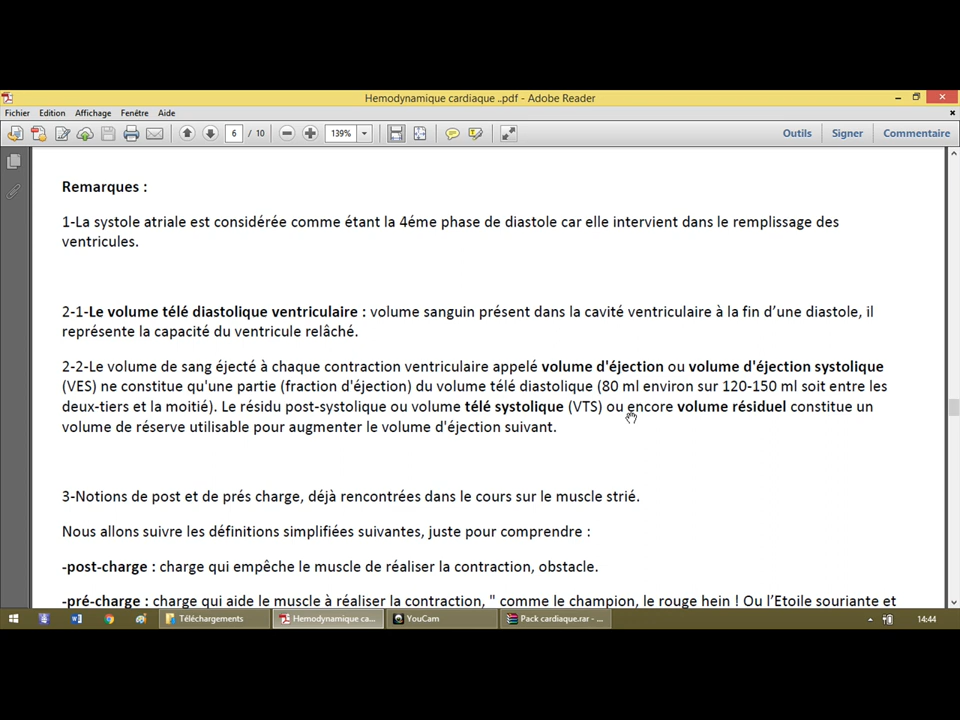 Hemodynamique cardiaque ..pdf - Adobe Reader
Fichier Edition Affichage Fenêtre Aide
6 / 10 139% Outils Signer Commentaire
Remarques :
1-La systole atriale est considérée comme étant la 4éme phase de diastole car elle intervient dans le remplissage des
ventricules.
2-1-Le volume télé diastolique ventriculaire : volume sanguin présent dans la cavité ventriculaire à la fin d'une diastole, il
représente la capacité du ventricule relâché.
2-2-Le volume de sang éjecté à chaque contraction ventriculaire appelé volume d'éjection ou volume d'éjection systolique
(VES) ne constitue qu'une partie (fraction d'éjection) du volume télé diastolique (80 ml environ sur 120-150 ml soit entre les
deux-tiers et la moitié). Le résidu post-systolique ou volume télé systolique (VTS) ou encore volume résiduel constitue un
volume de réserve utilisable pour augmenter le volume d'éjection suivant.
3-Notions de post et de prés charge, déjà rencontrées dans le cours sur le muscle strié.
Nous allons suivre les définitions simplifiées suivantes, juste pour comprendre :
-post-charge : charge qui empêche le muscle de réaliser la contraction, obstacle.
-pré-charge : charge qui aide le muscle à réaliser la contraction, " comme le champion, le rouge hein ! Ou l'Etoile souriante et
Téléchargements Hemodynamique ca... YouCam Pack cardiaque.rar - ... 14:44